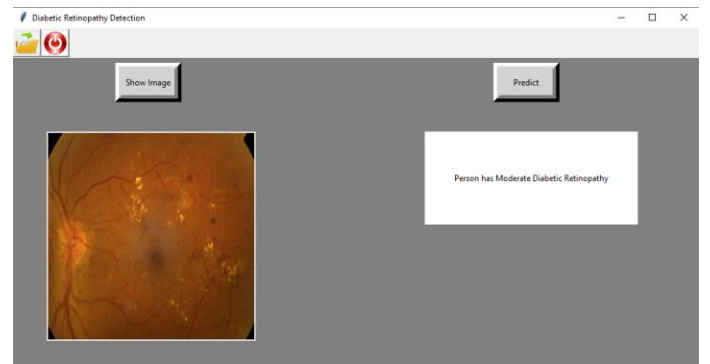 Diabetic Retinopathy Detection
Show Image
Predict
Person has Moderate Diabetic Retinopathy